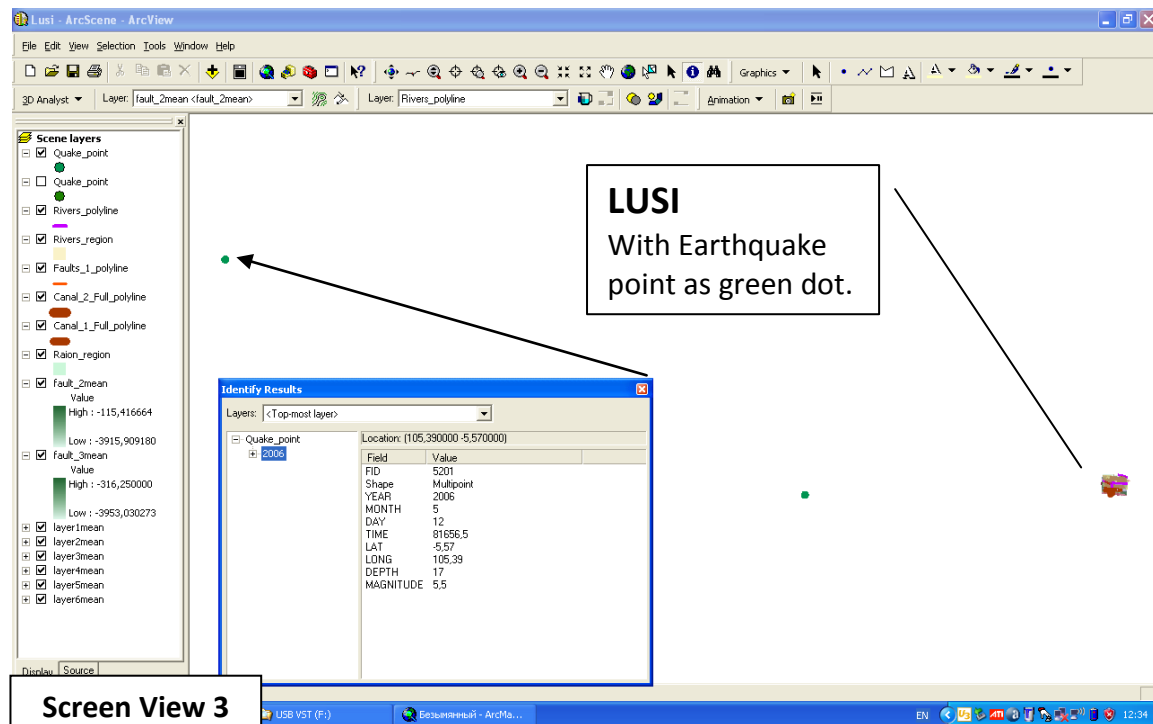 Lusi - ArcScene - ArcView
File Edit View Selection Tools Window Help
Graphics
3D Analyst Layer: fault_2mean <fault_2mean> Layer: Rivers_polyline Animation
Scene layers
Quake_point
Quake_point
Rivers_polyline
Rivers_region
Faults_1_polyline
Canal_2_Full_polyline
Canal_1_Full_polyline
Raion_region
fault_2mean
Value
High : -115,416664
Low : -3915,909180
fault_3mean
Value
High : -316,250000
Low : -3953,030273
layer1mean
layer2mean
layer3mean
layer4mean
layer5mean
layer6mean
Display Source
LUSI
With Earthquake
point as green dot.
Identify Results
Layers: <Top-most layer>
Quake_point
2006
Location: (105,390000 -5,570000)
Field Value
FID 5201
Shape Multipoint
YEAR 2006
MONTH 5
DAY 12
TIME 81656,5
LAT -5,57
LONG 105,39
DEPTH 17
MAGNITUDE 5,5
Screen View 3
USB VST (F:)
Безымянный - ArcMa...
EN
12:34